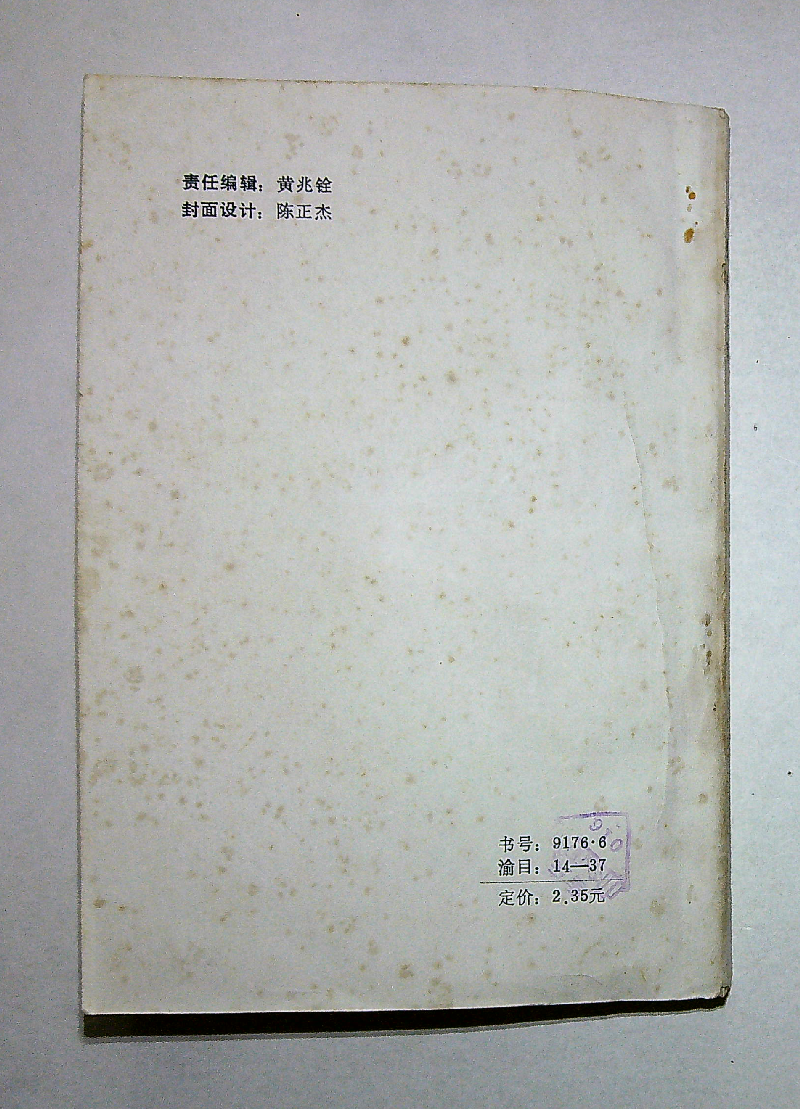 责任编辑：黄兆铨
封面设计：陈正杰
书号：9176·6
渝目：14—37
定价：2.35元